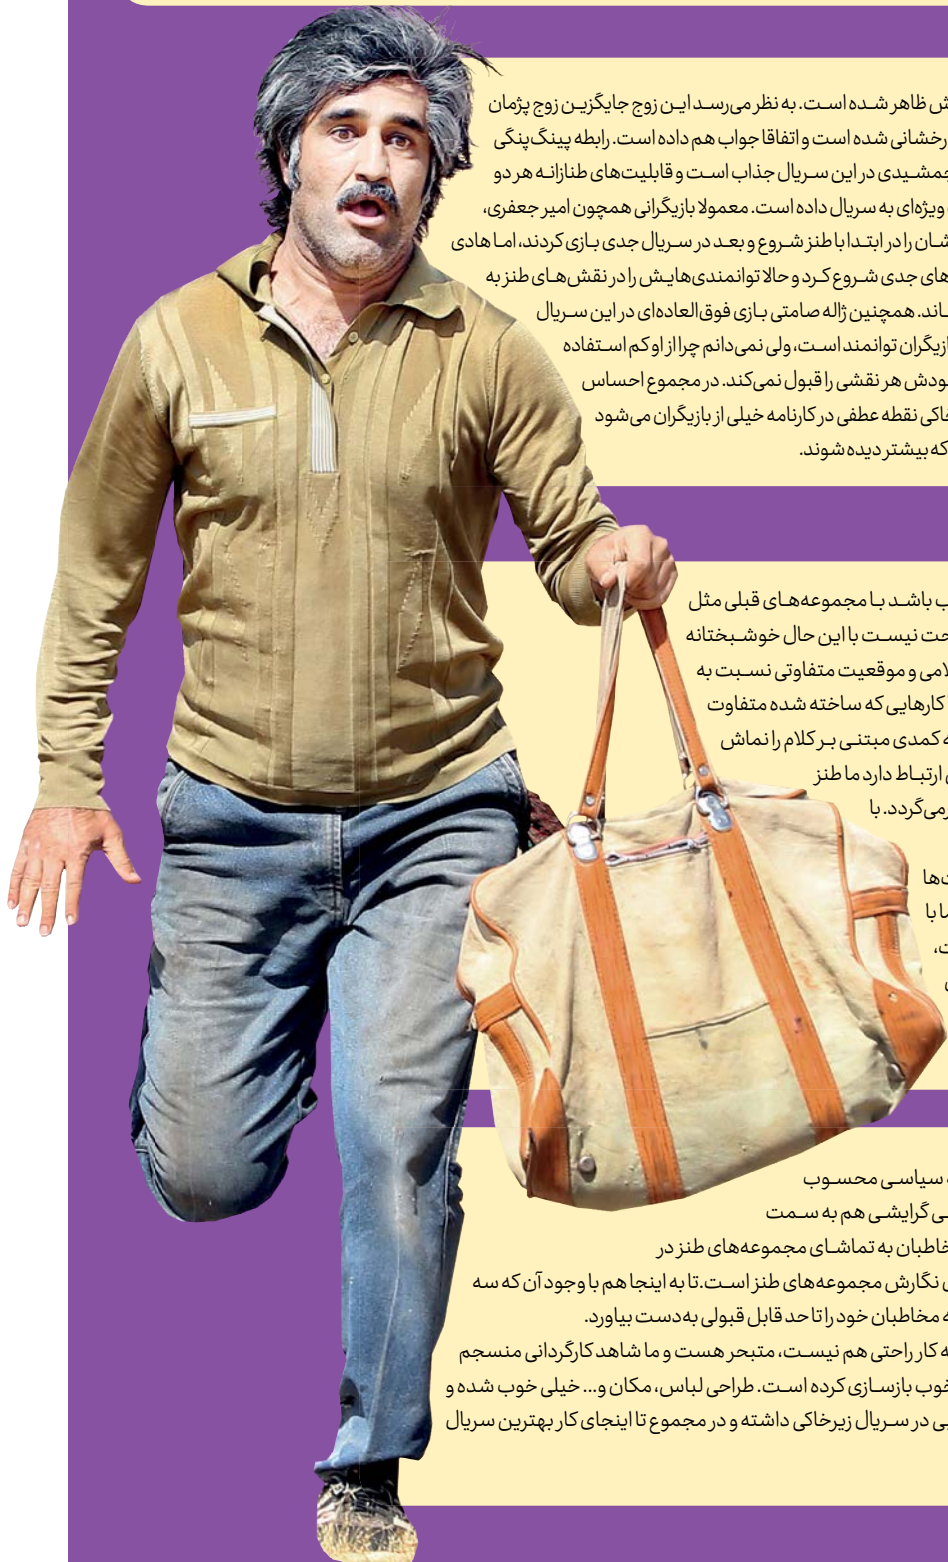 ظاهر شده است. به نظر می‌رسد این زوج جایگزین زوج پژمان
شده است و اتفاقا جواب هم داده است. رابطه پینگ‌پنگی
جمشیدی در این سریال جذاب است و قابلیت‌های طنازانه هر دو
ویژه‌ای به سریال داده است. معمولا بازیگرانی همچون امیر جعفری،
را در ابتدا با طنز شروع و بعد در سریال جدی بازی کردند، اما هادی
های جدی شروع کرد و حالا توانمندی‌هایش را در نقش‌های طنز به
همچنین ژاله صامتی بازی فوق‌العاده‌ای در این سریال
توانمند است، ولی نمی‌دانم چرا از او کم استفاده
هر نقشی را قبول نمی‌کند. در مجموع احساس
نقطه عطفی در کارنامه خیلی از بازیگران می‌شود
که بیشتر دیده شوند.
باشد با مجموعه‌های قبلی مثل
نیست با این حال خوشبختانه
و موقعیت متفاوتی نسبت به
کارهایی که ساخته شده متفاوت
کمدی مبتنی بر کلام را نماش
ارتباط دارد ما طنز
با
ها
با
سیاسی محسوب
گرایشی هم به سمت
به تماشای مجموعه‌های طنز در
نگارش مجموعه‌های طنز است. تا به اینجا هم با وجود آن که سه
مخاطبان خود را تا حد قابل قبولی به‌دست بیاورد.
کار راحتی هم نیست، متبحر هست و ما شاهد کارگردانی منسجم
خوب بازسازی کرده است. طراحی لباس، مکان و... خیلی خوب شده و
در سریال زیرخاکی داشته و در مجموع تا اینجای کار بهترین سریال